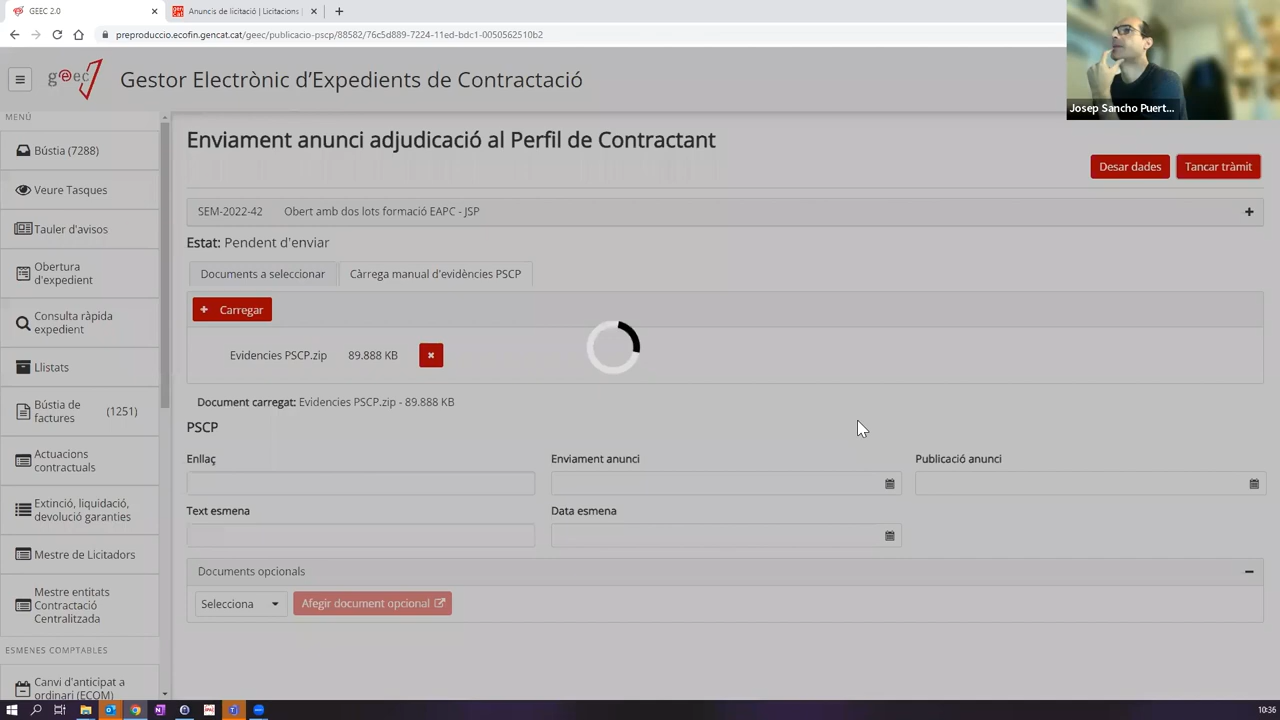 GEEC 2.0
Anuncis de licitació | Licitacions
preproduccio.ecofin.gencat.cat/geec/publicacio-pscp/88582/76c5d889-7224-11ed-bdc1-0050562510b2
Josep Sancho Puert...
geec
Gestor Electrònic d'Expedients de Contractació
MENÚ
Bústia (7288)
Veure Tasques
Tauler d'avisos
Obertura
d'expedient
Consulta ràpida
expedient
Llistats
Bústia de
factures
(1251)
Actuacions
contractuals
Extinció, liquidació,
devolució garanties
Mestre de Licitadors
Mestre entitats
Contractació
Centralitzada
ESMENES COMPTABLES
Canvi d'anticipat a
ordinari (ECOM)
Enviament anunci adjudicació al Perfil de Contractant
Desar dades
Tancar tràmit
SEM-2022-42 Obert amb dos lots formació EAPC - JSP
Estat: Pendent d'enviar
Documents a seleccionar
Càrrega manual d'evidències PSCP
Carregar
Evidencies PSCP.zip 89.888 KB
Document carregat: Evidencies PSCP.zip - 89.888 KB
PSCP
Enllaç
Enviament anunci
Publicació anunci
Text esmena
Data esmena
Documents opcionals
Selecciona
Afegir document opcional
10:36